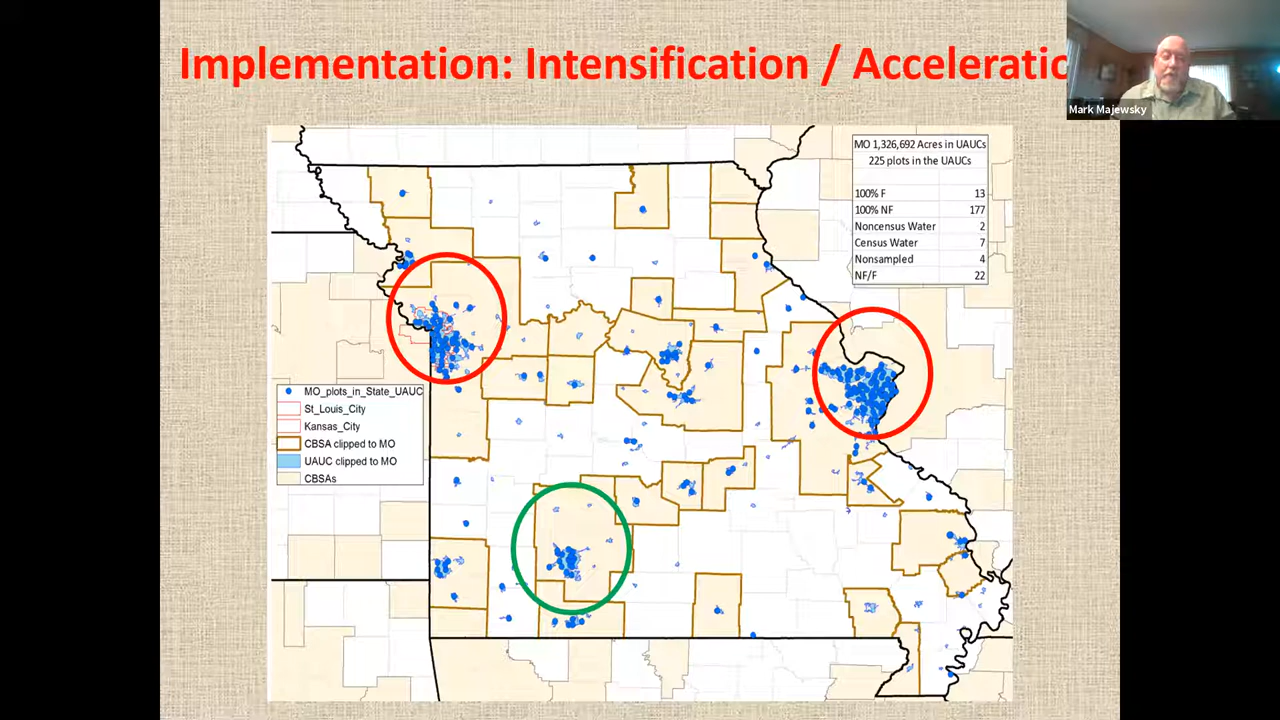 Implementation: Intensification / Acceleratio
Mark Majewsky
MO 1,326,692 Acres in UAUCs
225 plots in the UAUCs
100% F 13
100% NF 177
Noncensus Water 2
Census Water 7
Nonsampled 4
NF/F 22
MO_plots_in_State_UAUC
St_Louis_City
Kansas_City
CBSA clipped to MO
UAUC clipped to MO
CBSAs